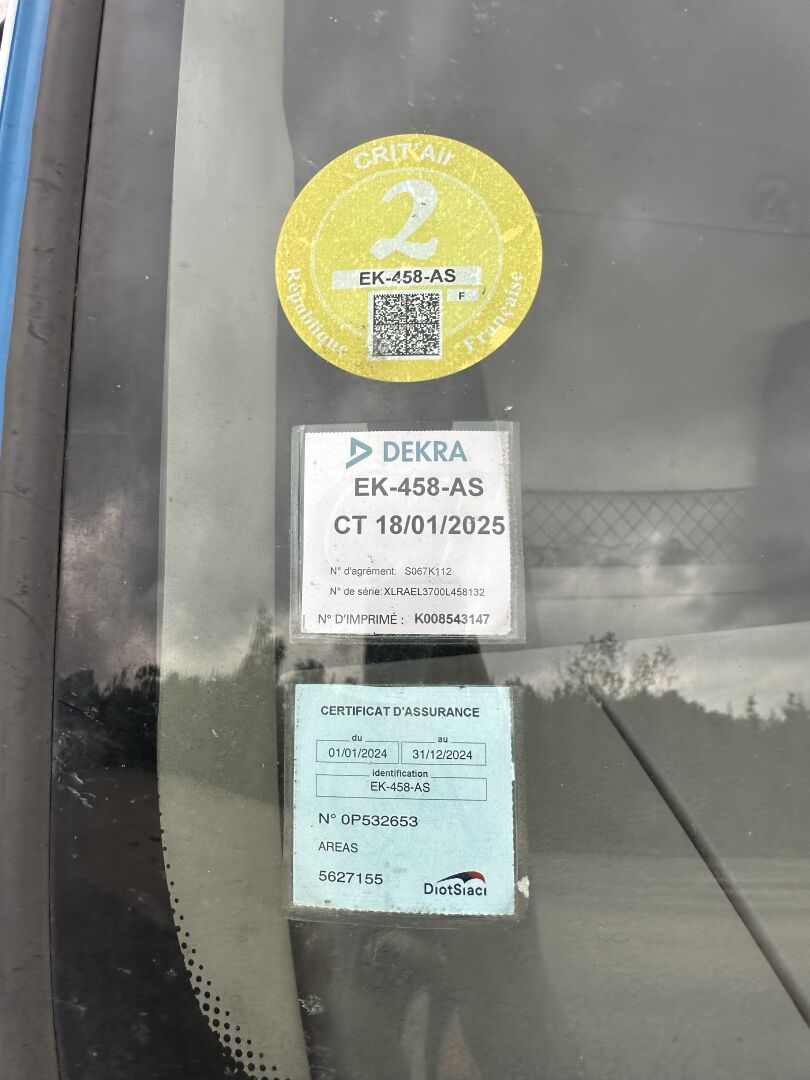 CRIT'Air
2
EK-458-AS
F
République Française
DEKRA
EK-458-AS
CT 18/01/2025
N° d'agrément: S067K112
N° de série: XLRAEL3700L458132
N° D'IMPRIMÉ : K008543147
CERTIFICAT D'ASSURANCE
du au
01/01/2024 31/12/2024
identification
EK-458-AS
N° 0P532653
AREAS
5627155
DiotSiaci